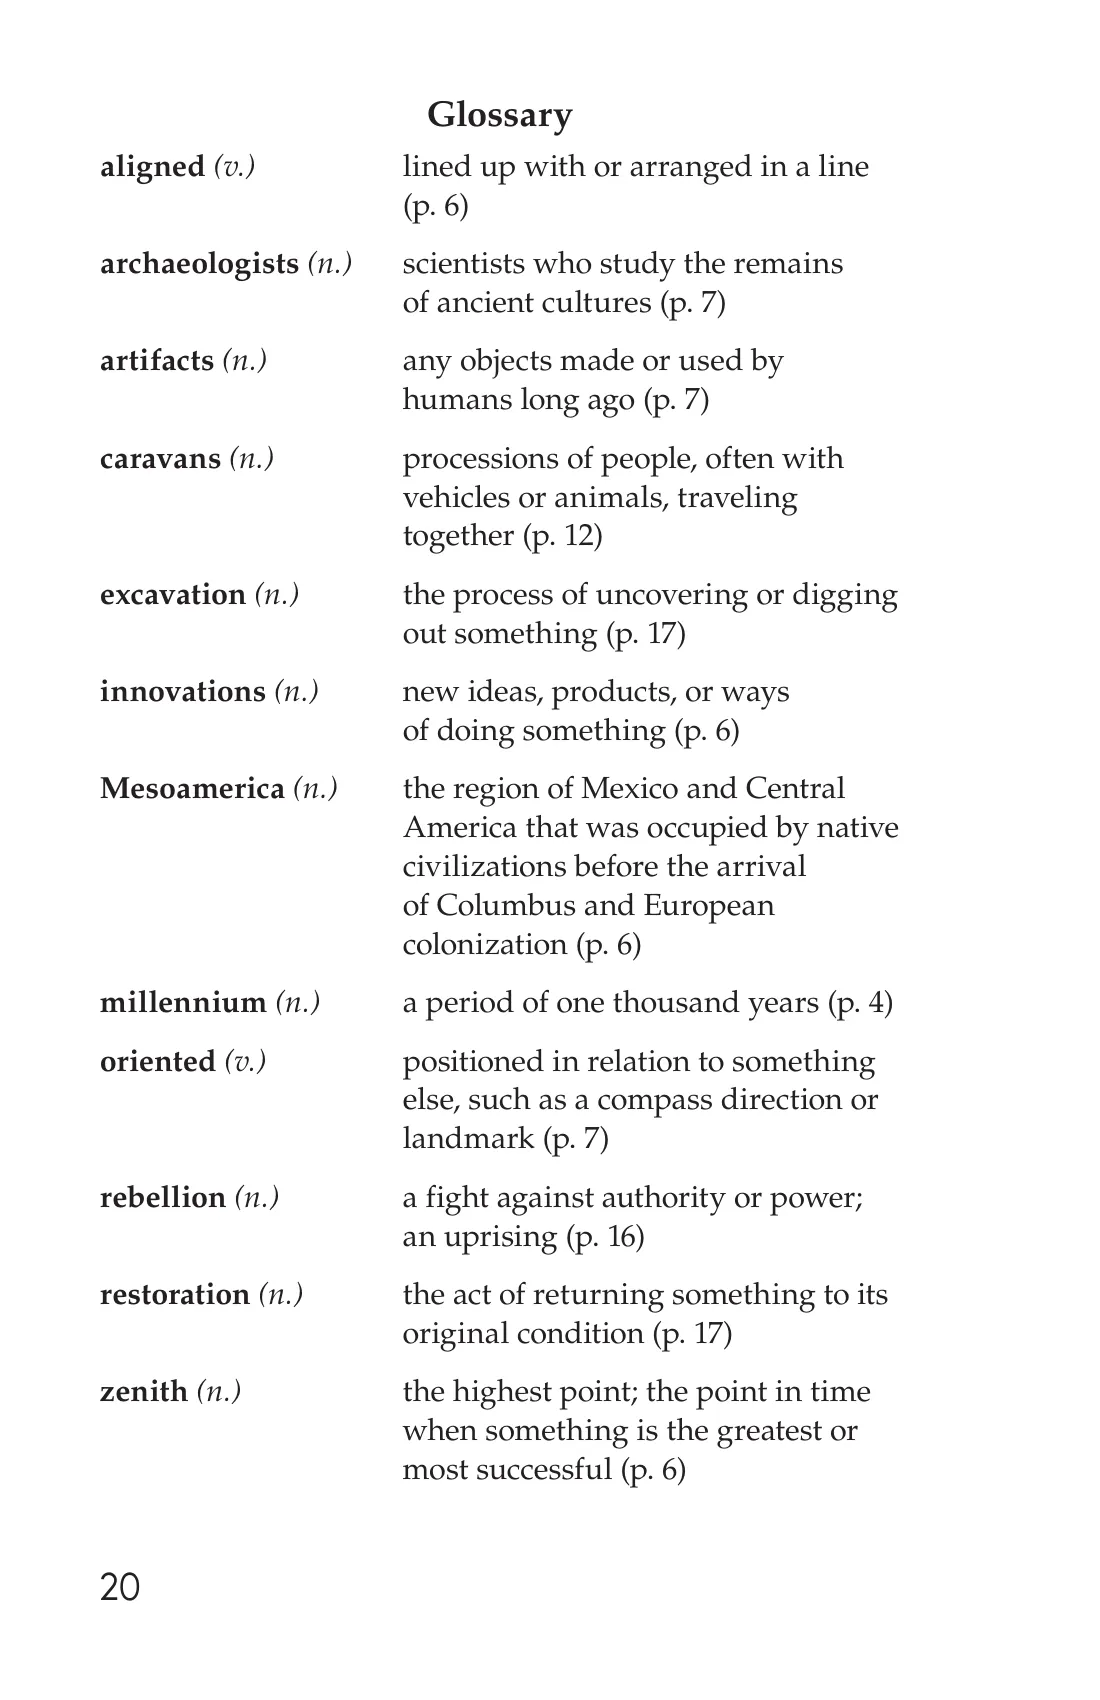 Glossary
aligned (v.) lined up with or arranged in a line
(p. 6)
archaeologists (n.) scientists who study the remains
of ancient cultures (p. 7)
artifacts (n.) any objects made or used by
humans long ago (p. 7)
caravans (n.) processions of people, often with
vehicles or animals, traveling
together (p. 12)
excavation (n.) the process of uncovering or digging
out something (p. 17)
innovations (n.) new ideas, products, or ways
of doing something (p. 6)
Mesoamerica (n.) the region of Mexico and Central
America that was occupied by native
civilizations before the arrival
of Columbus and European
colonization (p. 6)
millennium (n.) a period of one thousand years (p. 4)
oriented (v.) positioned in relation to something
else, such as a compass direction or
landmark (p. 7)
rebellion (n.) a fight against authority or power;
an uprising (p. 16)
restoration (n.) the act of returning something to its
original condition (p. 17)
zenith (n.) the highest point; the point in time
when something is the greatest or
most successful (p. 6)
20